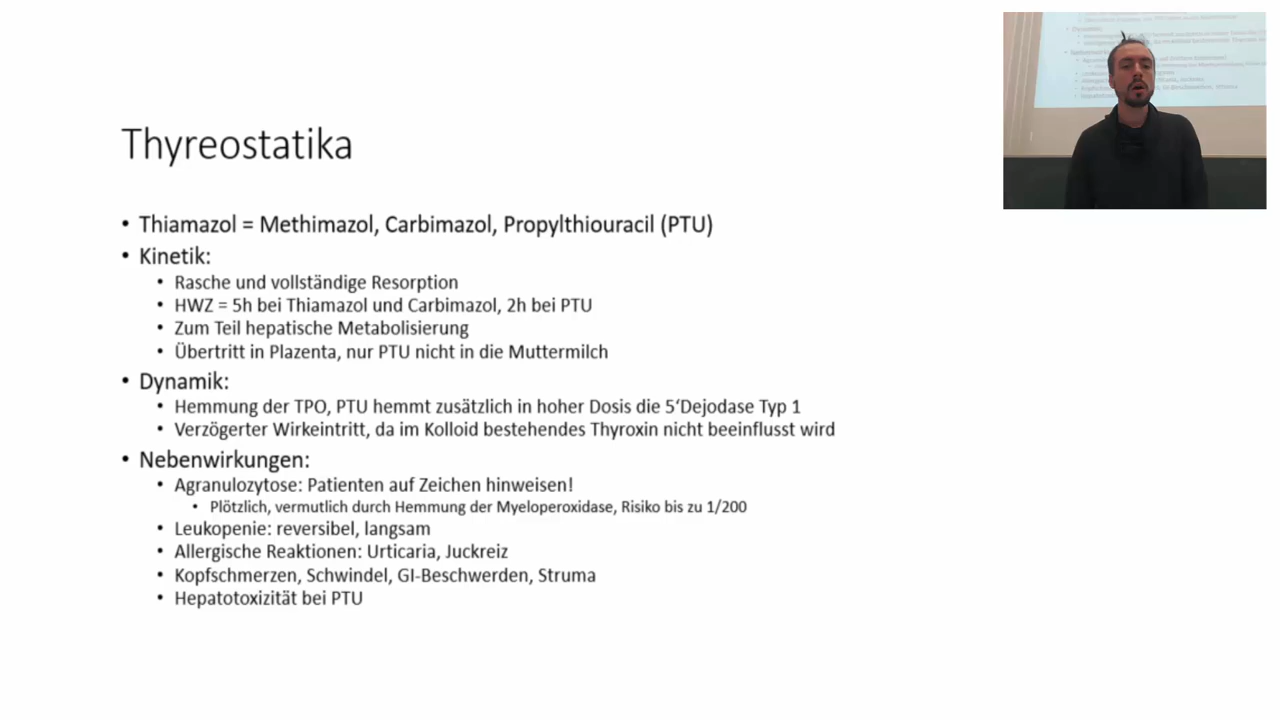 Thyreostatika
• Thiamazol = Methimazol, Carbimazol, Propylthiouracil (PTU)
• Kinetik:
• Rasche und vollständige Resorption
• HWZ = 5h bei Thiamazol und Carbimazol, 2h bei PTU
• Zum Teil hepatische Metabolisierung
• Übertritt in Plazenta, nur PTU nicht in die Muttermilch
• Dynamik:
• Hemmung der TPO, PTU hemmt zusätzlich in hoher Dosis die 5‘Dejodase Typ 1
• Verzögerter Wirkeintritt, da im Kolloid bestehendes Thyroxin nicht beeinflusst wird
• Nebenwirkungen:
• Agranulozytose: Patienten auf Zeichen hinweisen!
• Plötzlich, vermutlich durch Hemmung der Myeloperoxidase, Risiko bis zu 1/200
• Leukopenie: reversibel, langsam
• Allergische Reaktionen: Urticaria, Juckreiz
• Kopfschmerzen, Schwindel, GI-Beschwerden, Struma
• Hepatotoxizität bei PTU